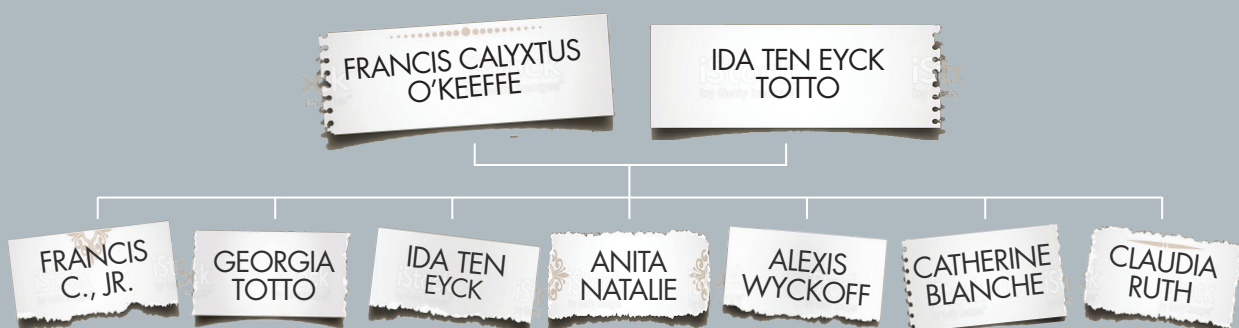 FRANCIS CALYXTUS
O'KEEFFE
IDA TEN EYCK
TOTTO
FRANCIS
C., JR.
GEORGIA
TOTTO
IDA TEN
EYCK
ANITA
NATALIE
ALEXIS
WYCKOFF
CATHERINE
BLANCHE
CLAUDIA
RUTH